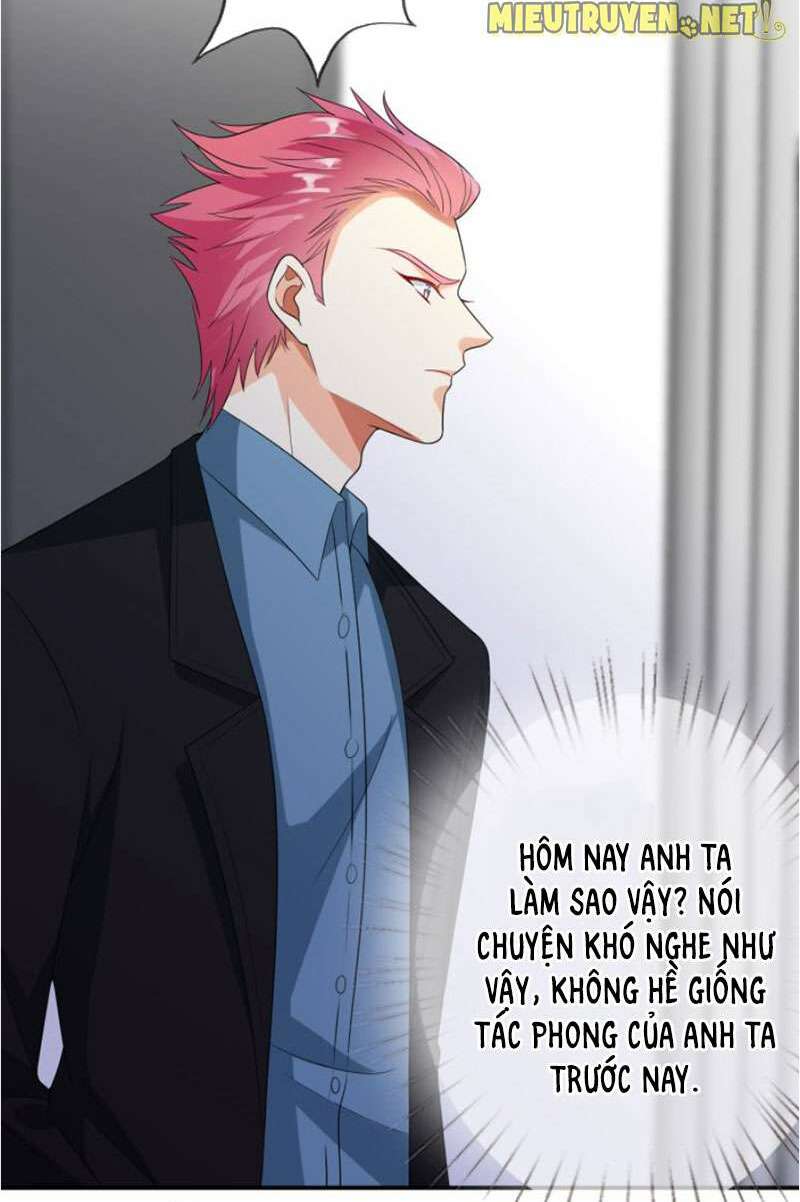 MIEUTRUYEN.NET!
HÔM NAY ANH TA
LÀM SAO VẬY? NÓI
CHUYỆN KHÓ NGHE NHƯ
VẬY, KHÔNG HỀ GIỐNG
TÁC PHONG CỦA ANH TA
TRƯỚC NAY.